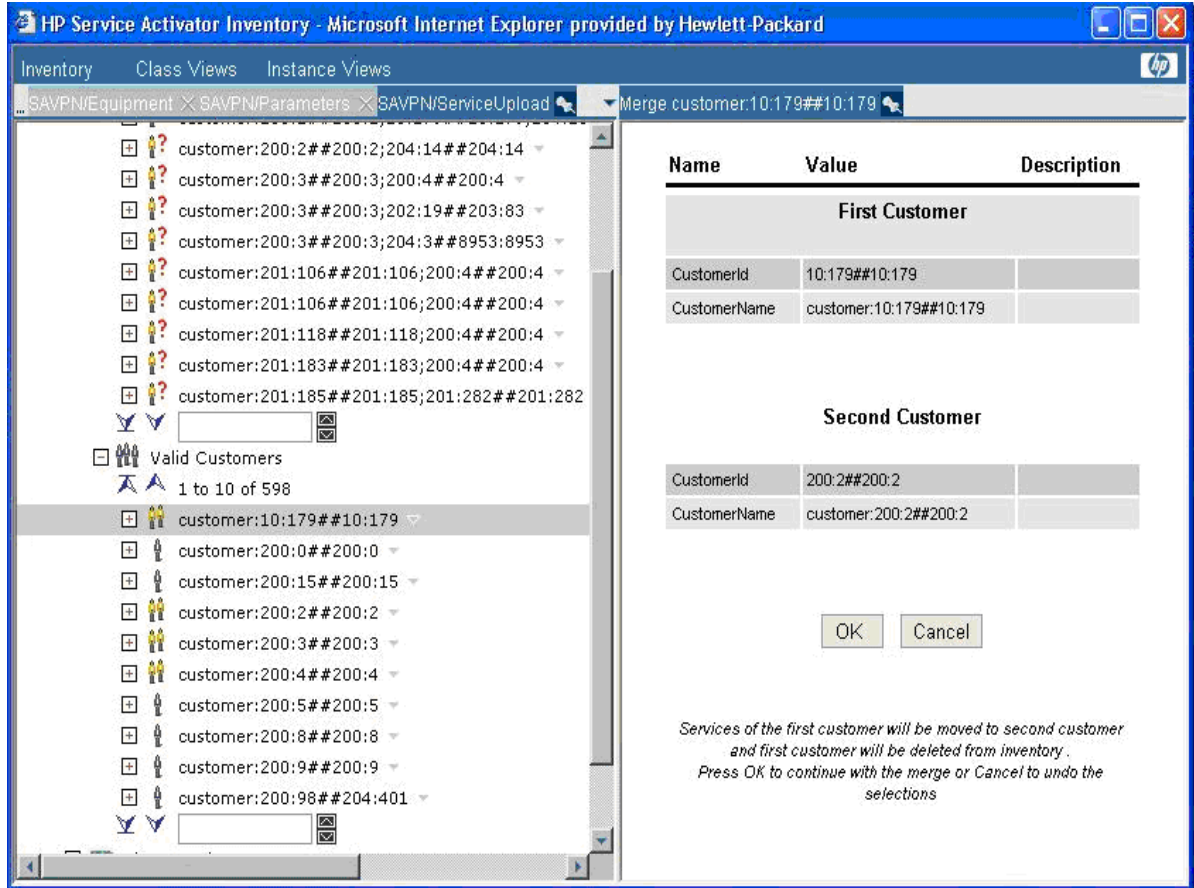 HP Service Activator Inventory - Microsoft Internet Explorer provided by Hewlett-Packard
Inventory Class Views Instance Views
hp
... SAVPN/Equipment SAVPN/Parameters SAVPN/ServiceUpload
customer:200:2##200:2;204:14##204:14
customer:200:3##200:3;200:4##200:4
customer:200:3##200:3;202:19##203:83
customer:200:3##200:3;204:3##8953:8953
customer:201:106##201:106;200:4##200:4
customer:201:106##201:106;200:4##200:4
customer:201:118##201:118;200:4##200:4
customer:201:183##201:183;200:4##200:4
customer:201:185##201:185;201:282##201:282
Valid Customers
1 to 10 of 598
customer:10:179##10:179
customer:200:0##200:0
customer:200:15##200:15
customer:200:2##200:2
customer:200:3##200:3
customer:200:4##200:4
customer:200:5##200:5
customer:200:8##200:8
customer:200:9##200:9
customer:200:98##204:401
Merge customer:10:179##10:179
Name Value Description
First Customer
CustomerId 10:179##10:179
CustomerName customer:10:179##10:179
Second Customer
CustomerId 200:2##200:2
CustomerName customer:200:2##200:2
OK Cancel
Services of the first customer will be moved to second customer
and first customer will be deleted from inventory .
Press OK to continue with the merge or Cancel to undo the
selections